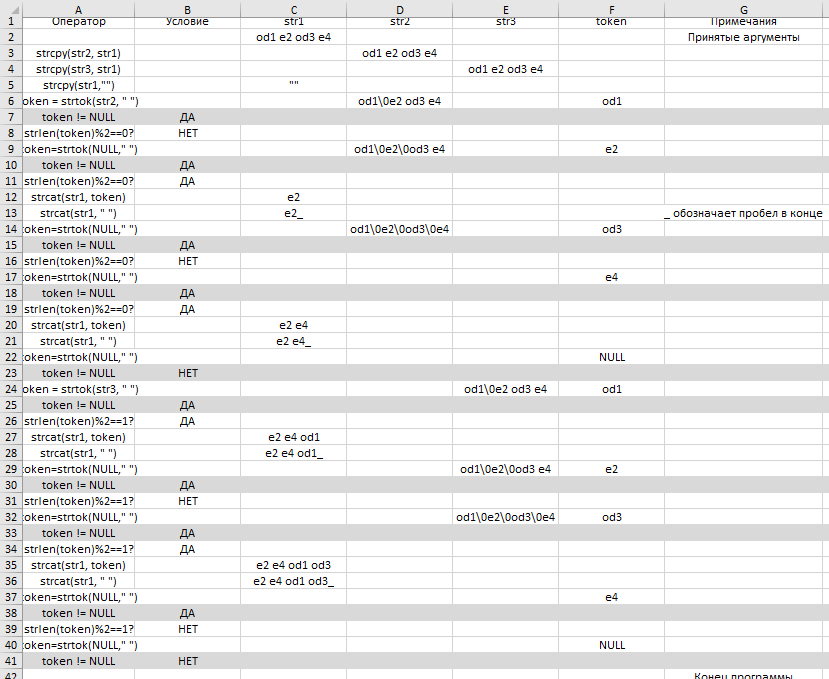 A B C D E F G
1 Оператор Условие str1 str2 str3 token Примечания
2 od1 e2 od3 e4 Принятые аргументы
3 strcpy(str2, str1) od1 e2 od3 e4
4 strcpy(str3, str1) od1 e2 od3 e4
5 strcpy(str1,"") ""
6 oken = strtok(str2, " ") od1\0e2 od3 e4 od1
7 token != NULL ДА
8 strlen(token)%2==0? НЕТ
9 token=strtok(NULL," ") od1\0e2\0od3 e4 e2
10 token != NULL ДА
11 strlen(token)%2==0? ДА
12 strcat(str1, token) e2
13 strcat(str1, " ") e2_ _ обозначает пробел в конце
14 token=strtok(NULL," ") od1\0e2\0od3\0e4 od3
15 token != NULL ДА
16 strlen(token)%2==0? НЕТ
17 token=strtok(NULL," ") e4
18 token != NULL ДА
19 strlen(token)%2==0? ДА
20 strcat(str1, token) e2 e4
21 strcat(str1, " ") e2 e4_
22 token=strtok(NULL," ") NULL
23 token != NULL НЕТ
24 oken = strtok(str3, " ") od1\0e2 od3 e4 od1
25 token != NULL ДА
26 strlen(token)%2==1? ДА
27 strcat(str1, token) e2 e4 od1
28 strcat(str1, " ") e2 e4 od1_
29 token=strtok(NULL," ") od1\0e2\0od3 e4 e2
30 token != NULL ДА
31 strlen(token)%2==1? НЕТ
32 token=strtok(NULL," ") od1\0e2\0od3\0e4 od3
33 token != NULL ДА
34 strlen(token)%2==1? ДА
35 strcat(str1, token) e2 e4 od1 od3
36 strcat(str1, " ") e2 e4 od1 od3_
37 token=strtok(NULL," ") e4
38 token != NULL ДА
39 strlen(token)%2==1? НЕТ
40 token=strtok(NULL," ") NULL
41 token != NULL НЕТ
42 Конец программы